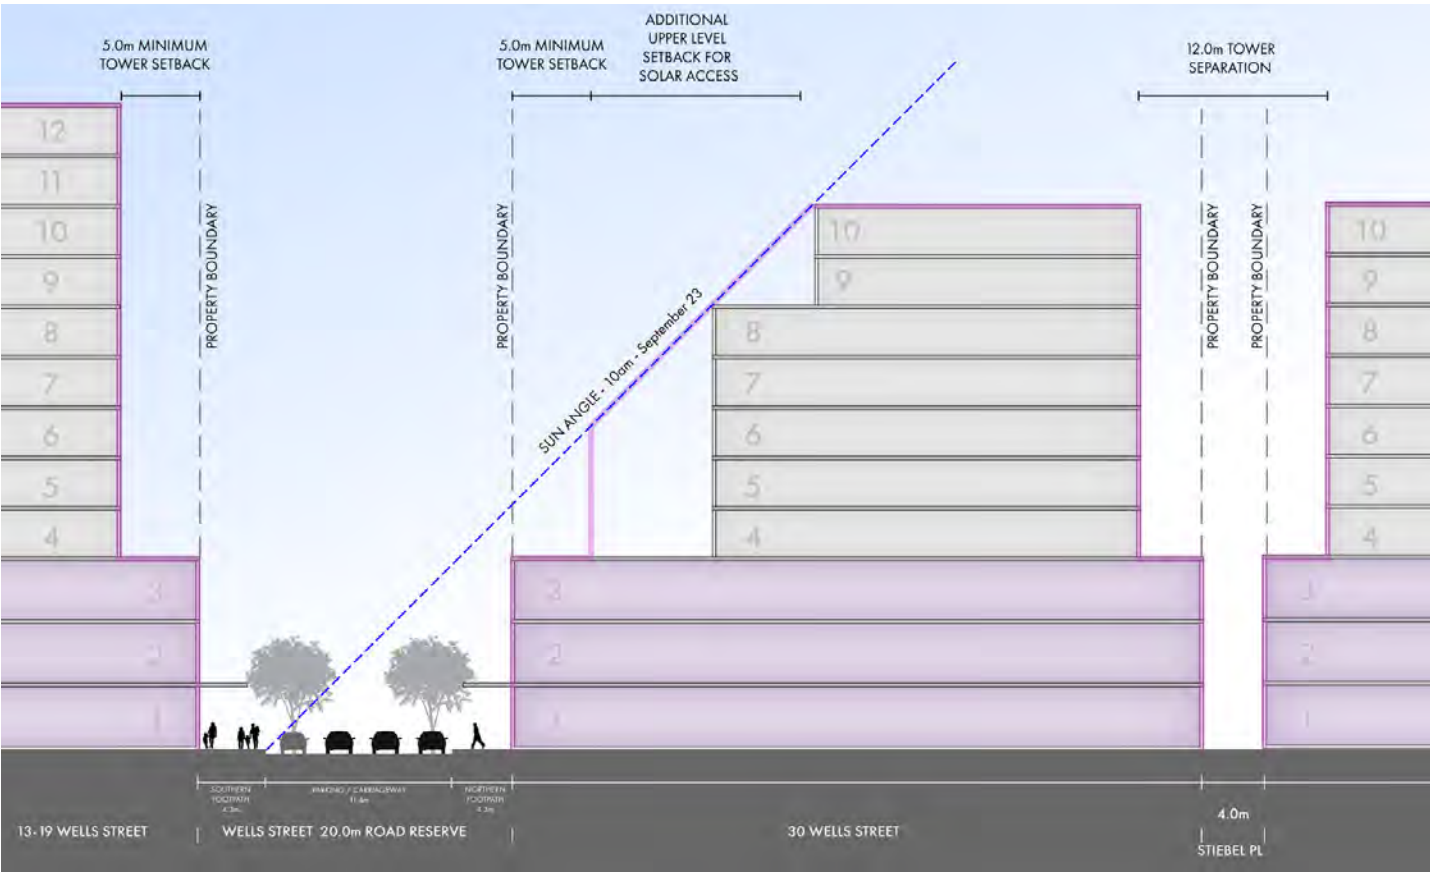 5.0m MINIMUM
TOWER SETBACK
5.0m MINIMUM
TOWER SETBACK
ADDITIONAL
UPPER LEVEL
SETBACK FOR
SOLAR ACCESS
12.0m TOWER
SEPARATION
12
11
10
9
8
7
6
5
4
3
2
1
PROPERTY BOUNDARY
PROPERTY BOUNDARY
SUN ANGLE - 10am - September 23
10
9
8
7
6
5
4
3
2
1
PROPERTY BOUNDARY
PROPERTY BOUNDARY
10
9
8
7
6
5
4
3
2
1
SOUTHERN
FOOTPATH
PARKING / CARRIAGEWAY
NORTHERN
FOOTPATH
13-19 WELLS STREET
WELLS STREET 20.0m ROAD RESERVE
30 WELLS STREET
4.0m
STIEBEL PL